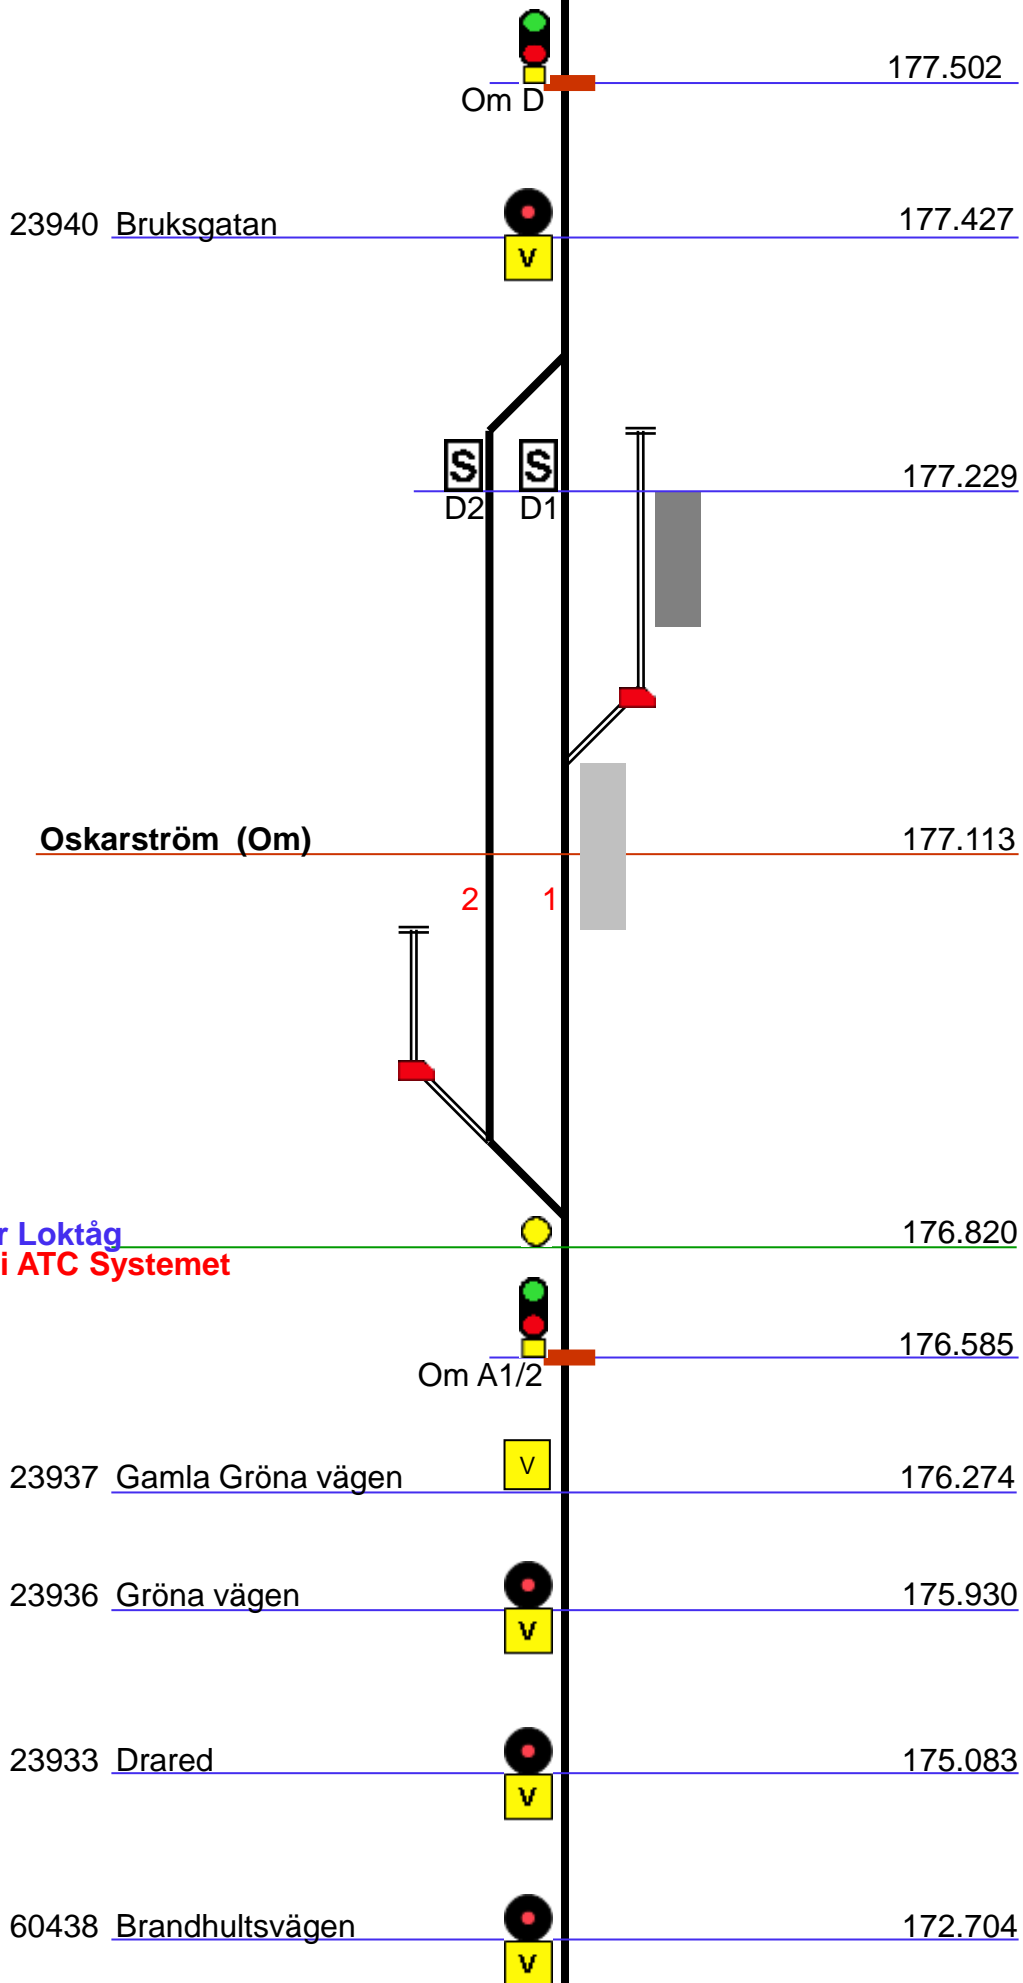 177.502
Om D
23940 Bruksgatan 177.427
V
S S 177.229
D2 D1
Oskarström (Om) 177.113
2 1
r Loktåg 176.820
i ATC Systemet
176.585
Om A1/2
23937 Gamla Gröna vägen V 176.274
23936 Gröna vägen 175.930
V
23933 Drared 175.083
V
60438 Brandhultsvägen 172.704
V